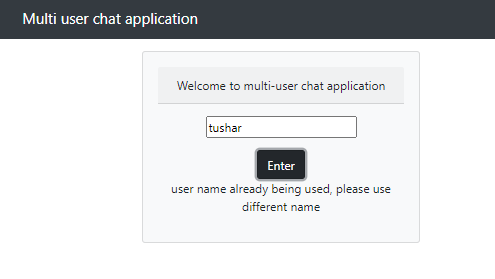 Multi user chat application
Welcome to multi-user chat application
tushar
Enter
user name already being used, please use
different name